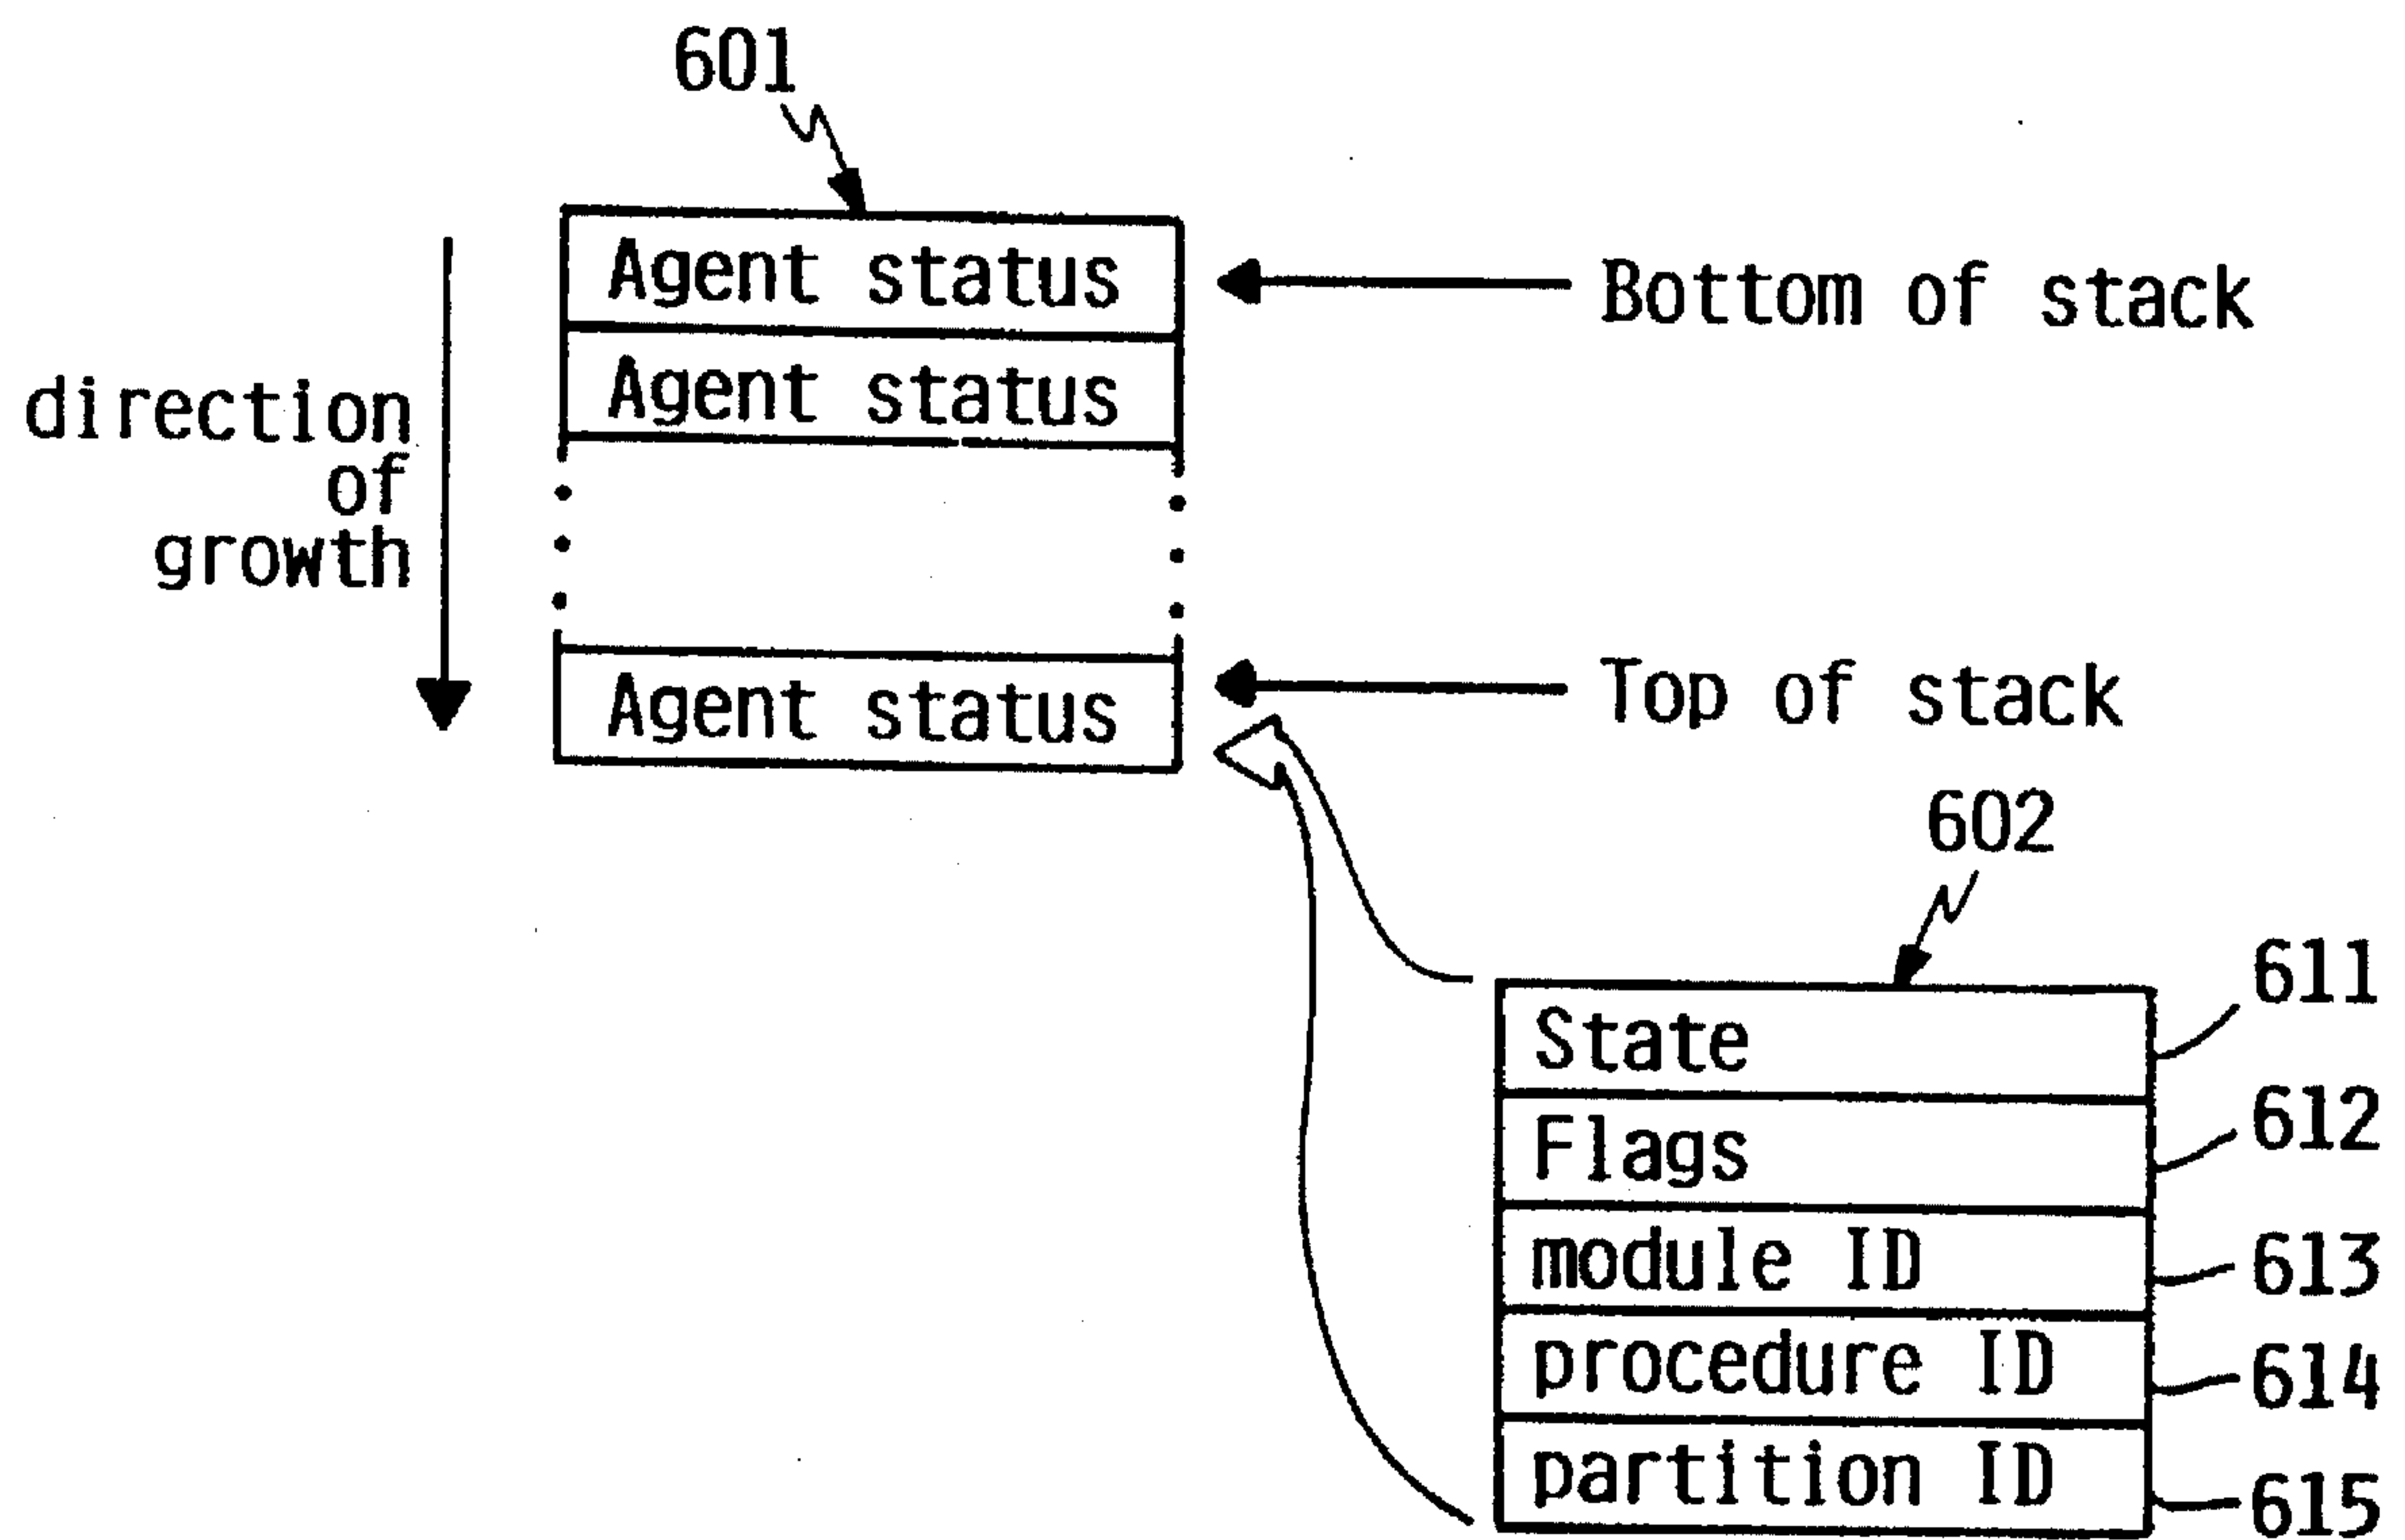 601
Agent status
Bottom of stack
Agent status
direction
of
growth
Agent status
Top of stack
602
State
611
Flags
612
module ID
613
procedure ID
614
partition ID
615